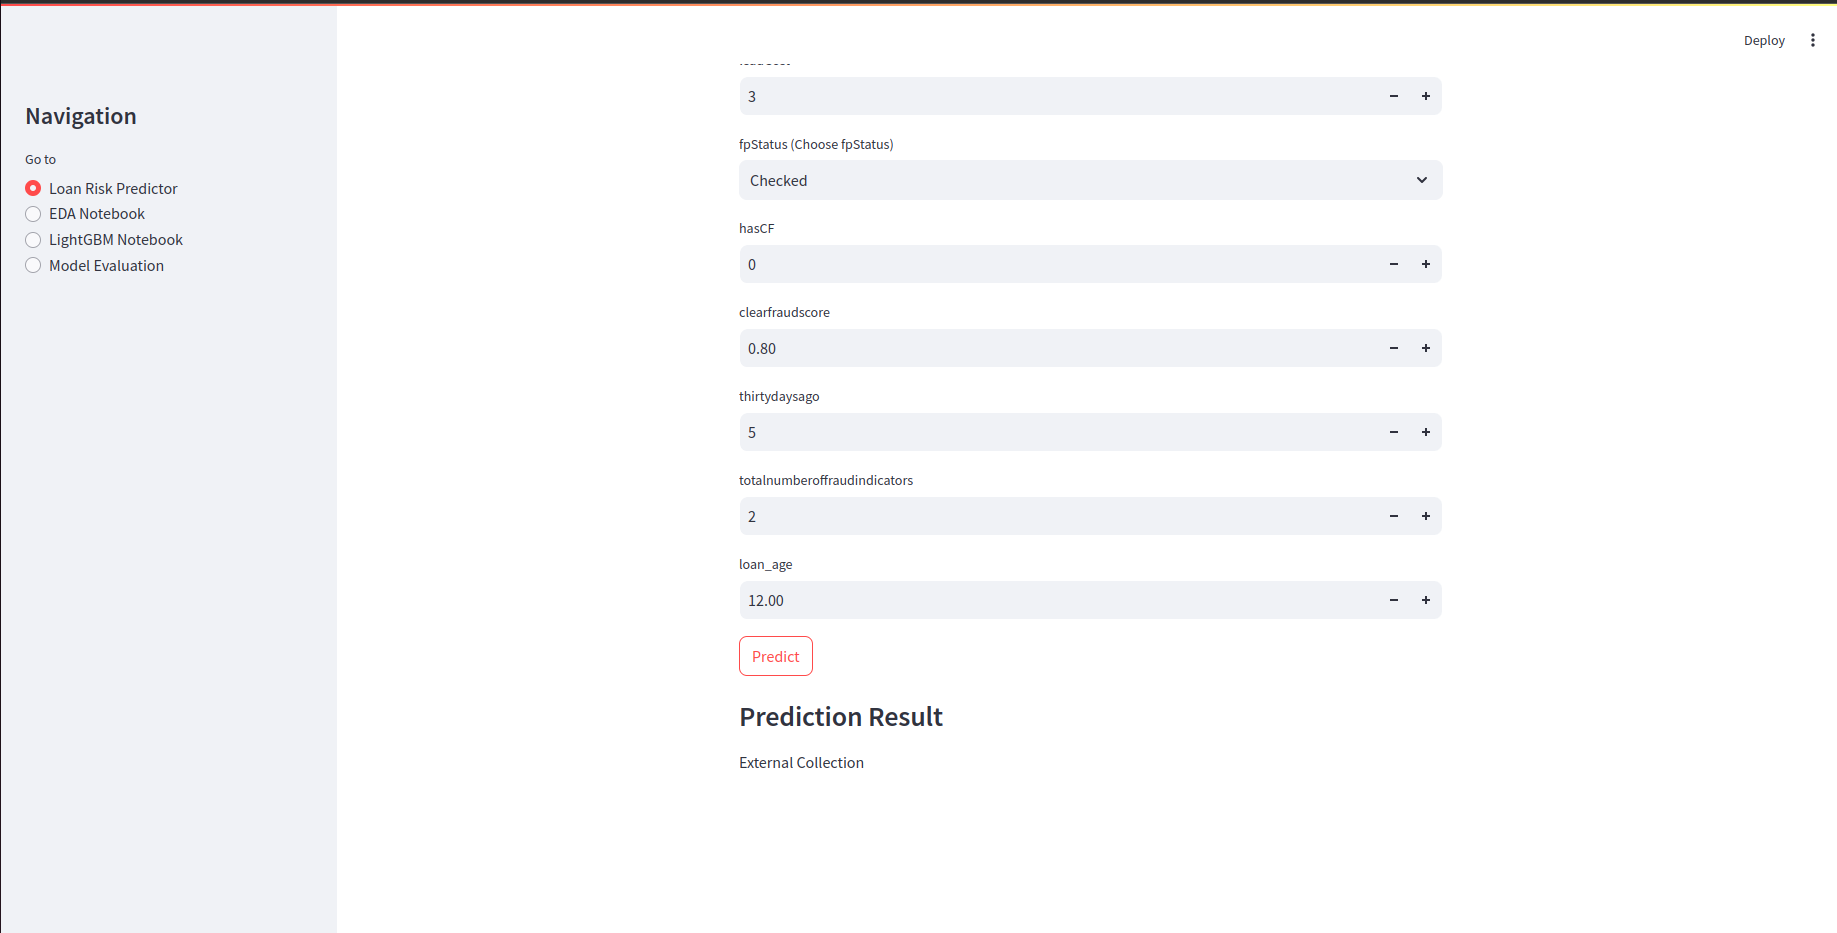 Deploy
Navigation
Go to
Loan Risk Predictor
EDA Notebook
LightGBM Notebook
Model Evaluation
3
fpStatus (Choose fpStatus)
Checked
hasCF
0
clearfraudscore
0.80
thirtydaysago
5
totalnumberoffraudindicators
2
loan_age
12.00
Predict
Prediction Result
External Collection